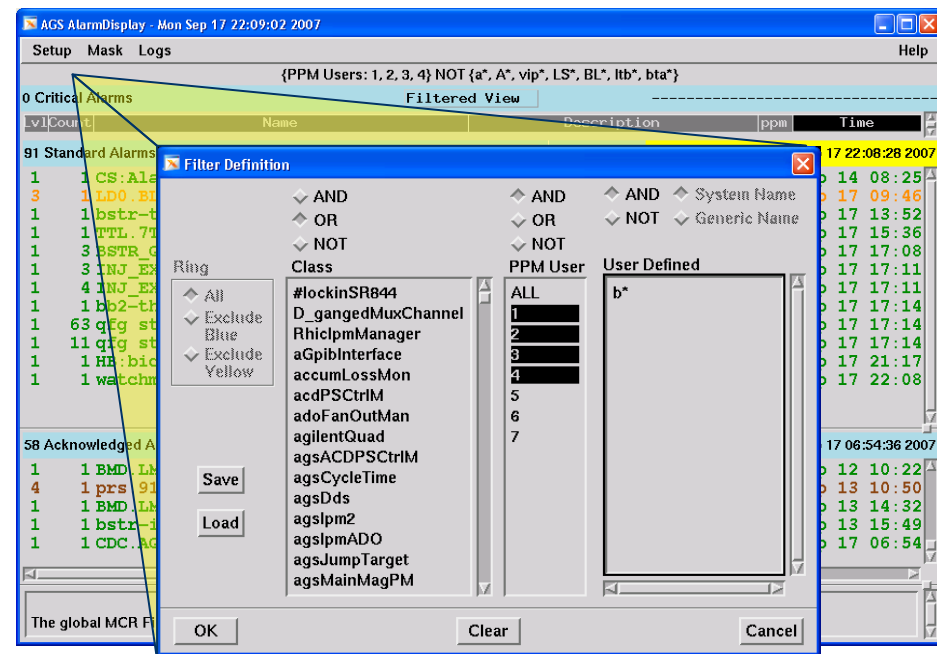 AGS AlarmDisplay - Mon Sep 17 22:09:02 2007
Setup Mask Logs Help
{PPM Users: 1, 2, 3, 4} NOT {a*, A*, vip*, LS*, BL*, ltb*, bta*}
0 Critical Alarms Filtered View --------------------------------
Lvl Count Name Description ppm Time
91 Standard Alarms 17 22:08:28 2007
1 1 CS:Ala 14 08:25
3 1 LD0.BL 17 09:46
1 1 bstr-t 17 13:52
1 1 TTL.7 17 15:36
1 3 BSTR_G 17 17:08
1 3 INJ_EX 17 17:11
1 4 INJ_EX 17 17:11
1 1 bb2-th 17 17:14
1 63 qfg st 17 17:14
1 11 qfg st 17 17:14
1 1 HB:bic 17 21:17
1 1 watchm 17 22:08
58 Acknowledged A 17 06:54:36 2007
1 1 BMD.LM 12 10:22
4 1 prs 91 13 10:50
1 1 BMD.LM 13 14:32
1 1 bstr-i 13 15:49
1 1 CDC.AG 17 06:54
The global MCR Fi
Filter Definition
AND AND AND System Name
OR OR NOT Generic Name
NOT NOT
Ring Class PPM User User Defined
All
Exclude Blue
Exclude Yellow
Save
Load
#lockinSR844
D_gangedMuxChannel
RhicIpmManager
aGpibInterface
accumLossMon
acdPSCtrlM
adoFanOutMan
agilentQuad
agsACDPSCtrlM
agsCycleTime
agsDds
agsIpm2
agsIpmADO
agsJumpTarget
agsMainMagPM
ALL
1
2
3
4
5
6
7
b*
OK Clear Cancel